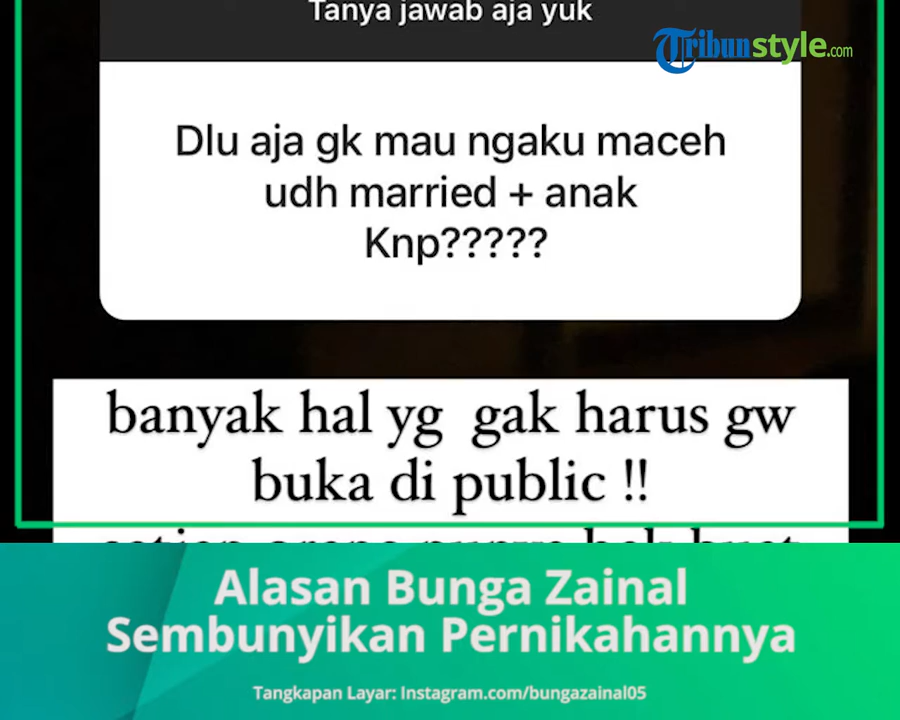 Tanya jawab aja yuk
Tribunstyle.com
Dlu aja gk mau ngaku maceh
udh married + anak
Knp?????
banyak hal yg gak harus gw
buka di public !!
Alasan Bunga Zainal
Sembunyikan Pernikahannya
Tangkapan Layar: Instagram.com/bungazainal05